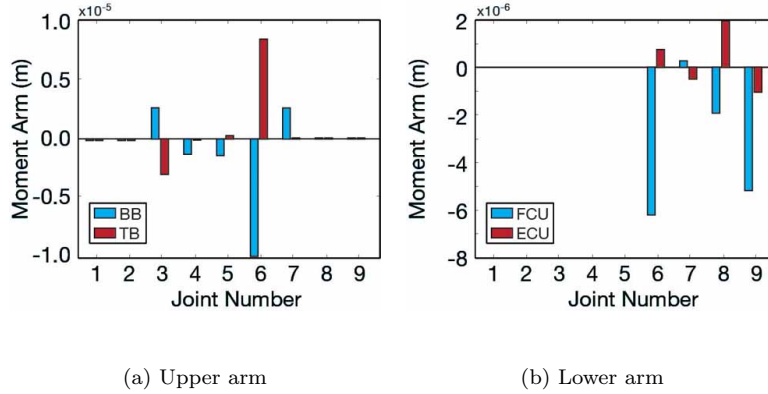 x10⁻⁵
1.0
0.5
0.0
-0.5
-1.0
Moment Arm (m)
BB
TB
1 2 3 4 5 6 7 8 9
Joint Number
x10⁻⁶
2
0
-2
-4
-6
-8
Moment Arm (m)
FCU
ECU
1 2 3 4 5 6 7 8 9
Joint Number
(a) Upper arm
(b) Lower arm